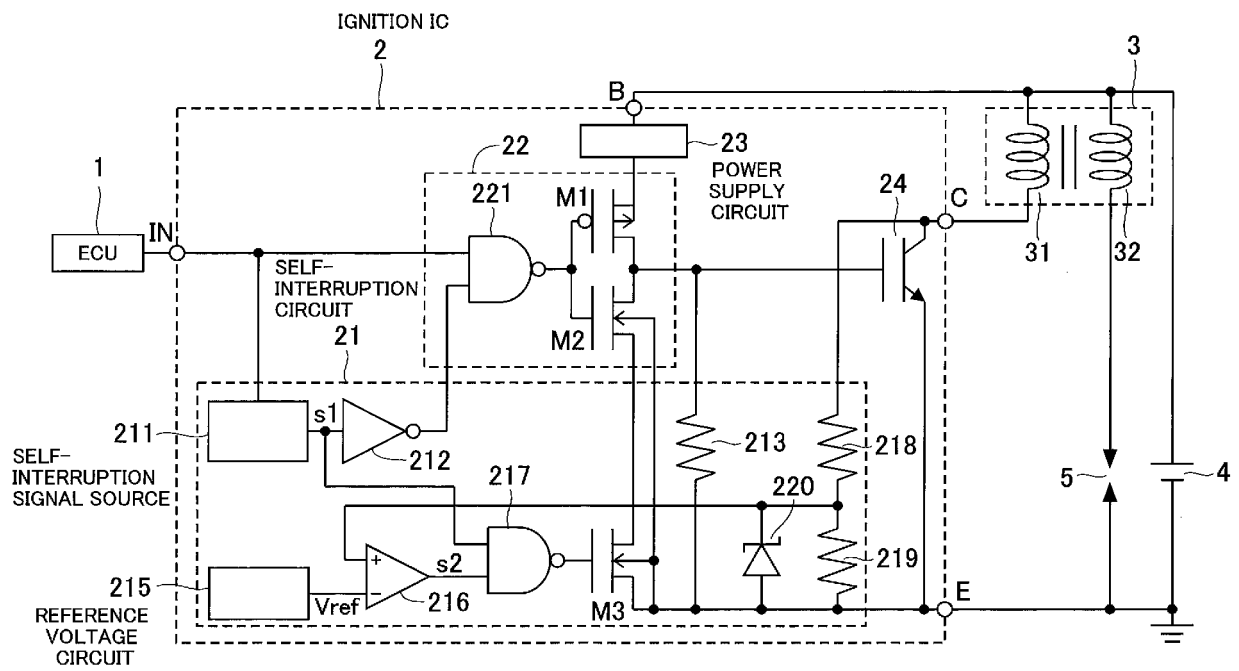 IGNITION IC
2
3
B
23
22
POWER
SUPPLY
CIRCUIT
24
C
1
221
M1
31
32
IN
ECU
SELF-
INTERRUPTION
CIRCUIT
M2
21
s1
211
212
213
218
SELF-
INTERRUPTION
SIGNAL SOURCE
217
220
5
4
+
s2
219
215
−
Vref
216
M3
E
REFERENCE
VOLTAGE
CIRCUIT